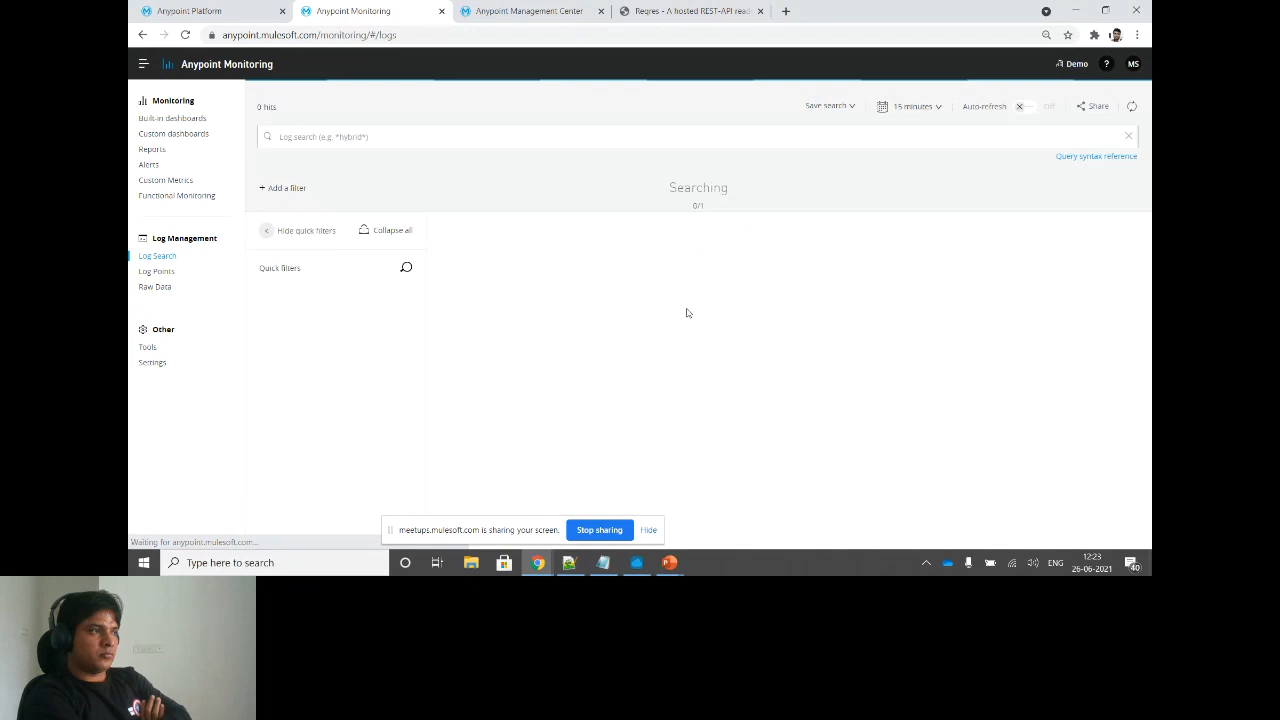 Anypoint Platform
Anypoint Monitoring
Anypoint Management Center
Reqres - A hosted REST-API read
anypoint.mulesoft.com/monitoring/#/logs
Anypoint Monitoring
Demo
?
MS
Monitoring
Built-in dashboards
Custom dashboards
Reports
Alerts
Custom Metrics
Functional Monitoring
Log Management
Log Search
Log Points
Raw Data
Other
Tools
Settings
0 hits
Save search
15 minutes
Auto-refresh
Off
Share
Log search (e.g. *hybrid*)
Query syntax reference
+ Add a filter
Searching
0/1
Hide quick filters
Collapse all
Quick filters
meetups.mulesoft.com is sharing your screen.
Stop sharing
Hide
Waiting for anypoint.mulesoft.com...
Type here to search
ENG
12:23
26-06-2021
40